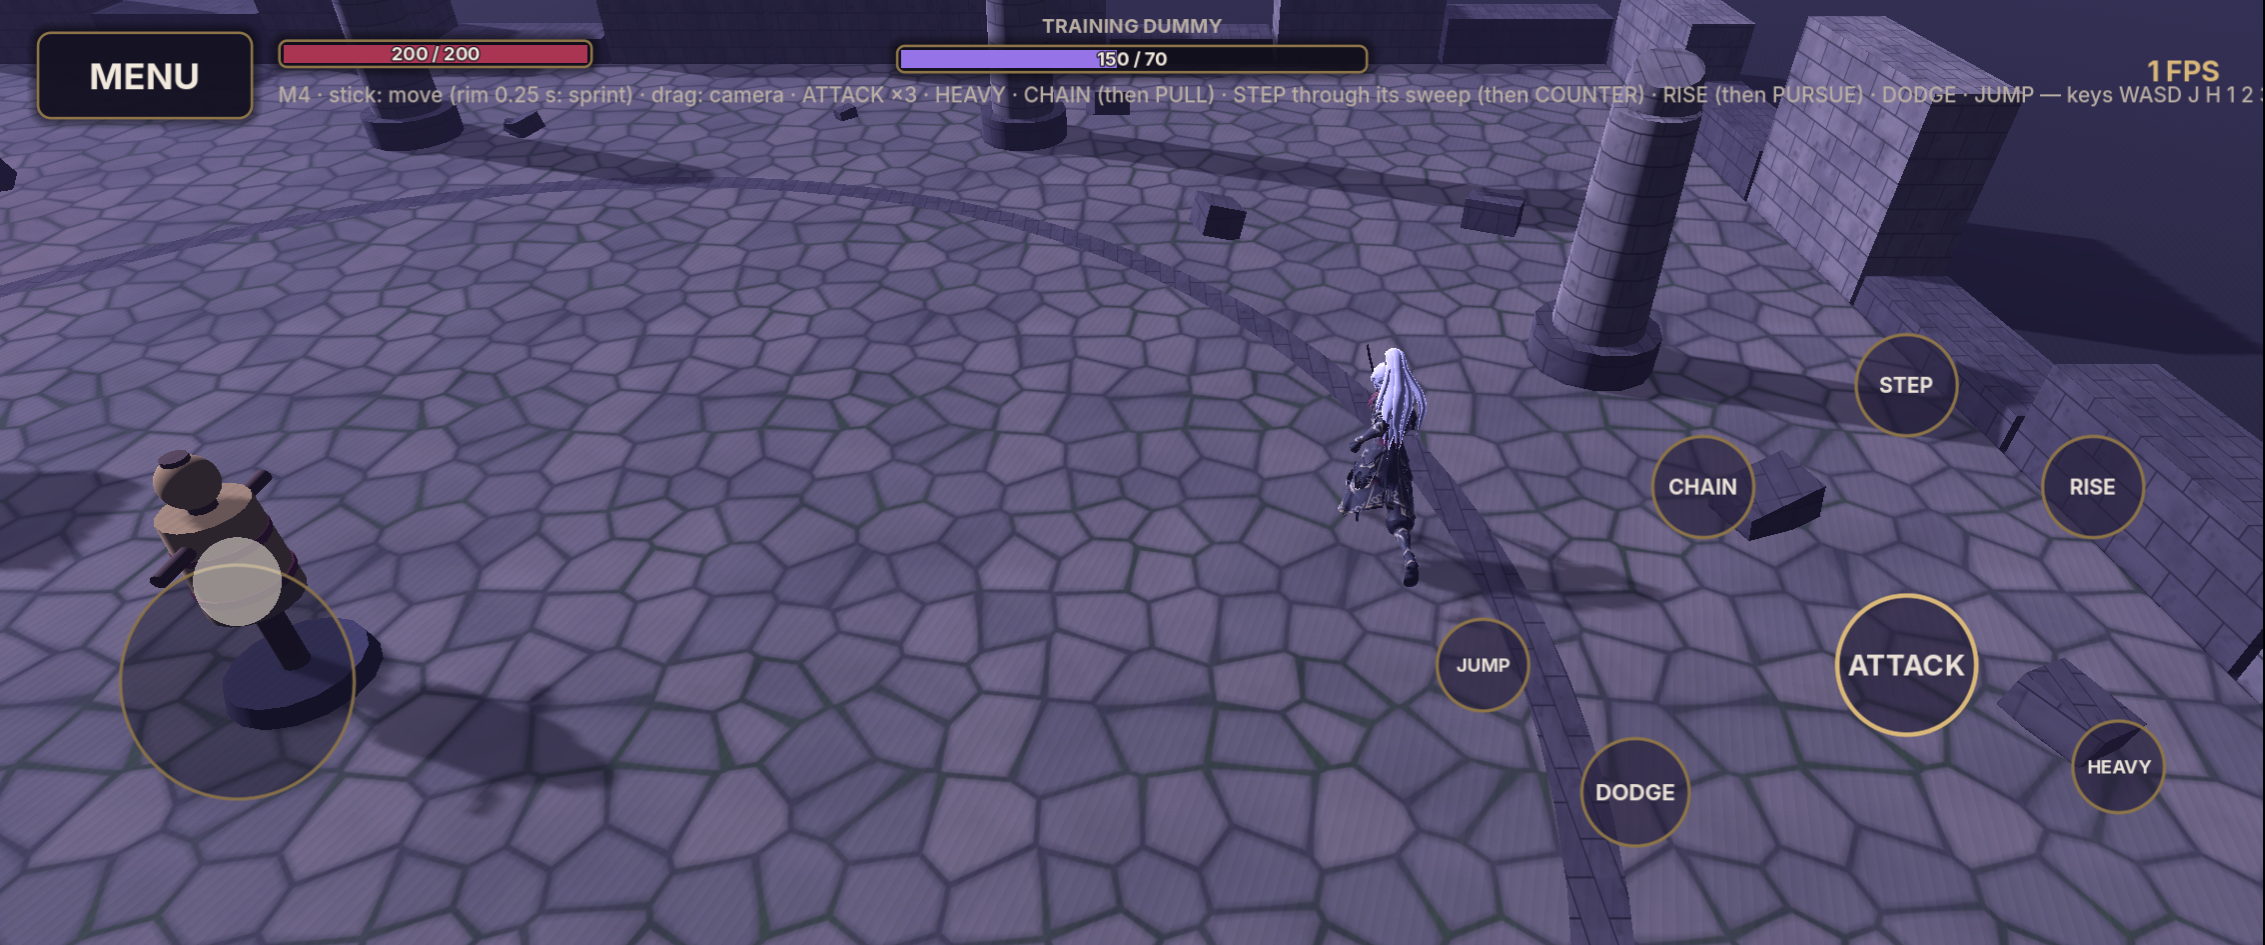 TRAINING DUMMY
MENU
200 / 200
150 / 70
1 FPS
M4 · stick: move (rim 0.25 s: sprint) · drag: camera · ATTACK ×3 · HEAVY · CHAIN (then PULL) · STEP through its sweep (then COUNTER) · RISE (then PURSUE) · DODGE · JUMP — keys WASD J H 1 2
STEP
CHAIN
RISE
JUMP
ATTACK
HEAVY
DODGE